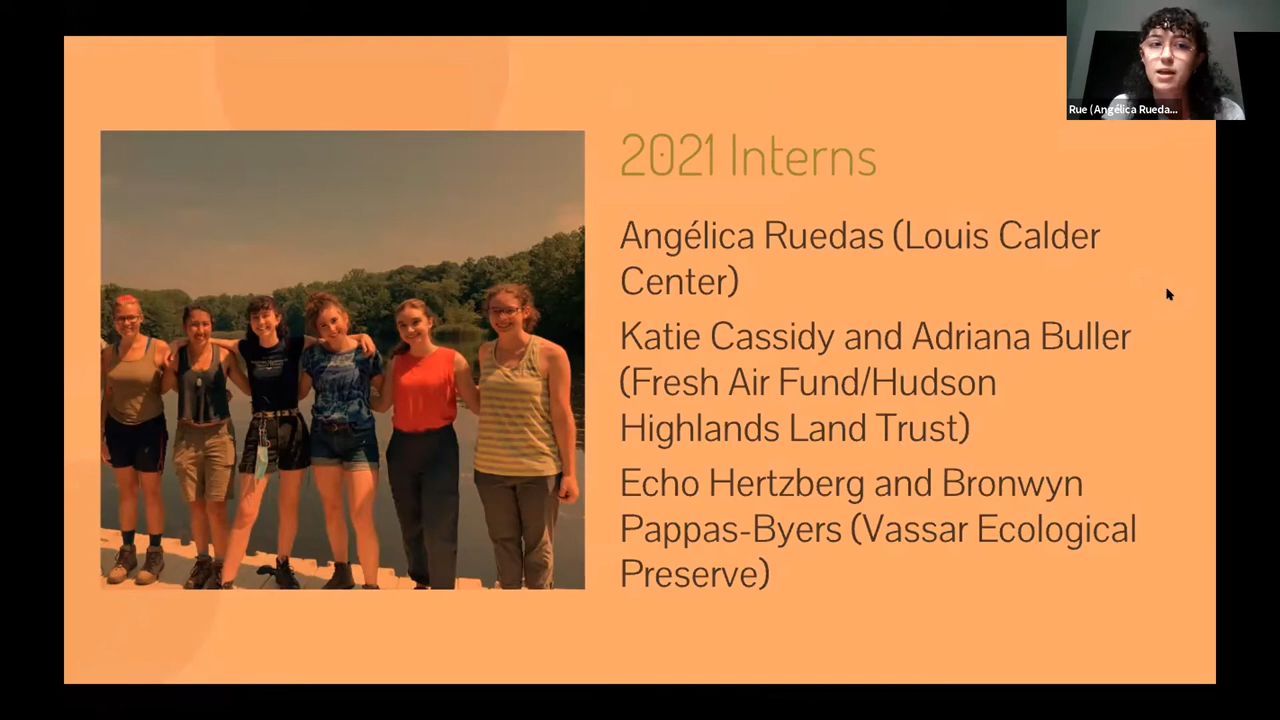 Rue (Angélica Rueda...
2021 Interns
Angélica Ruedas (Louis Calder
Center)
Katie Cassidy and Adriana Buller
(Fresh Air Fund/Hudson
Highlands Land Trust)
Echo Hertzberg and Bronwyn
Pappas-Byers (Vassar Ecological
Preserve)